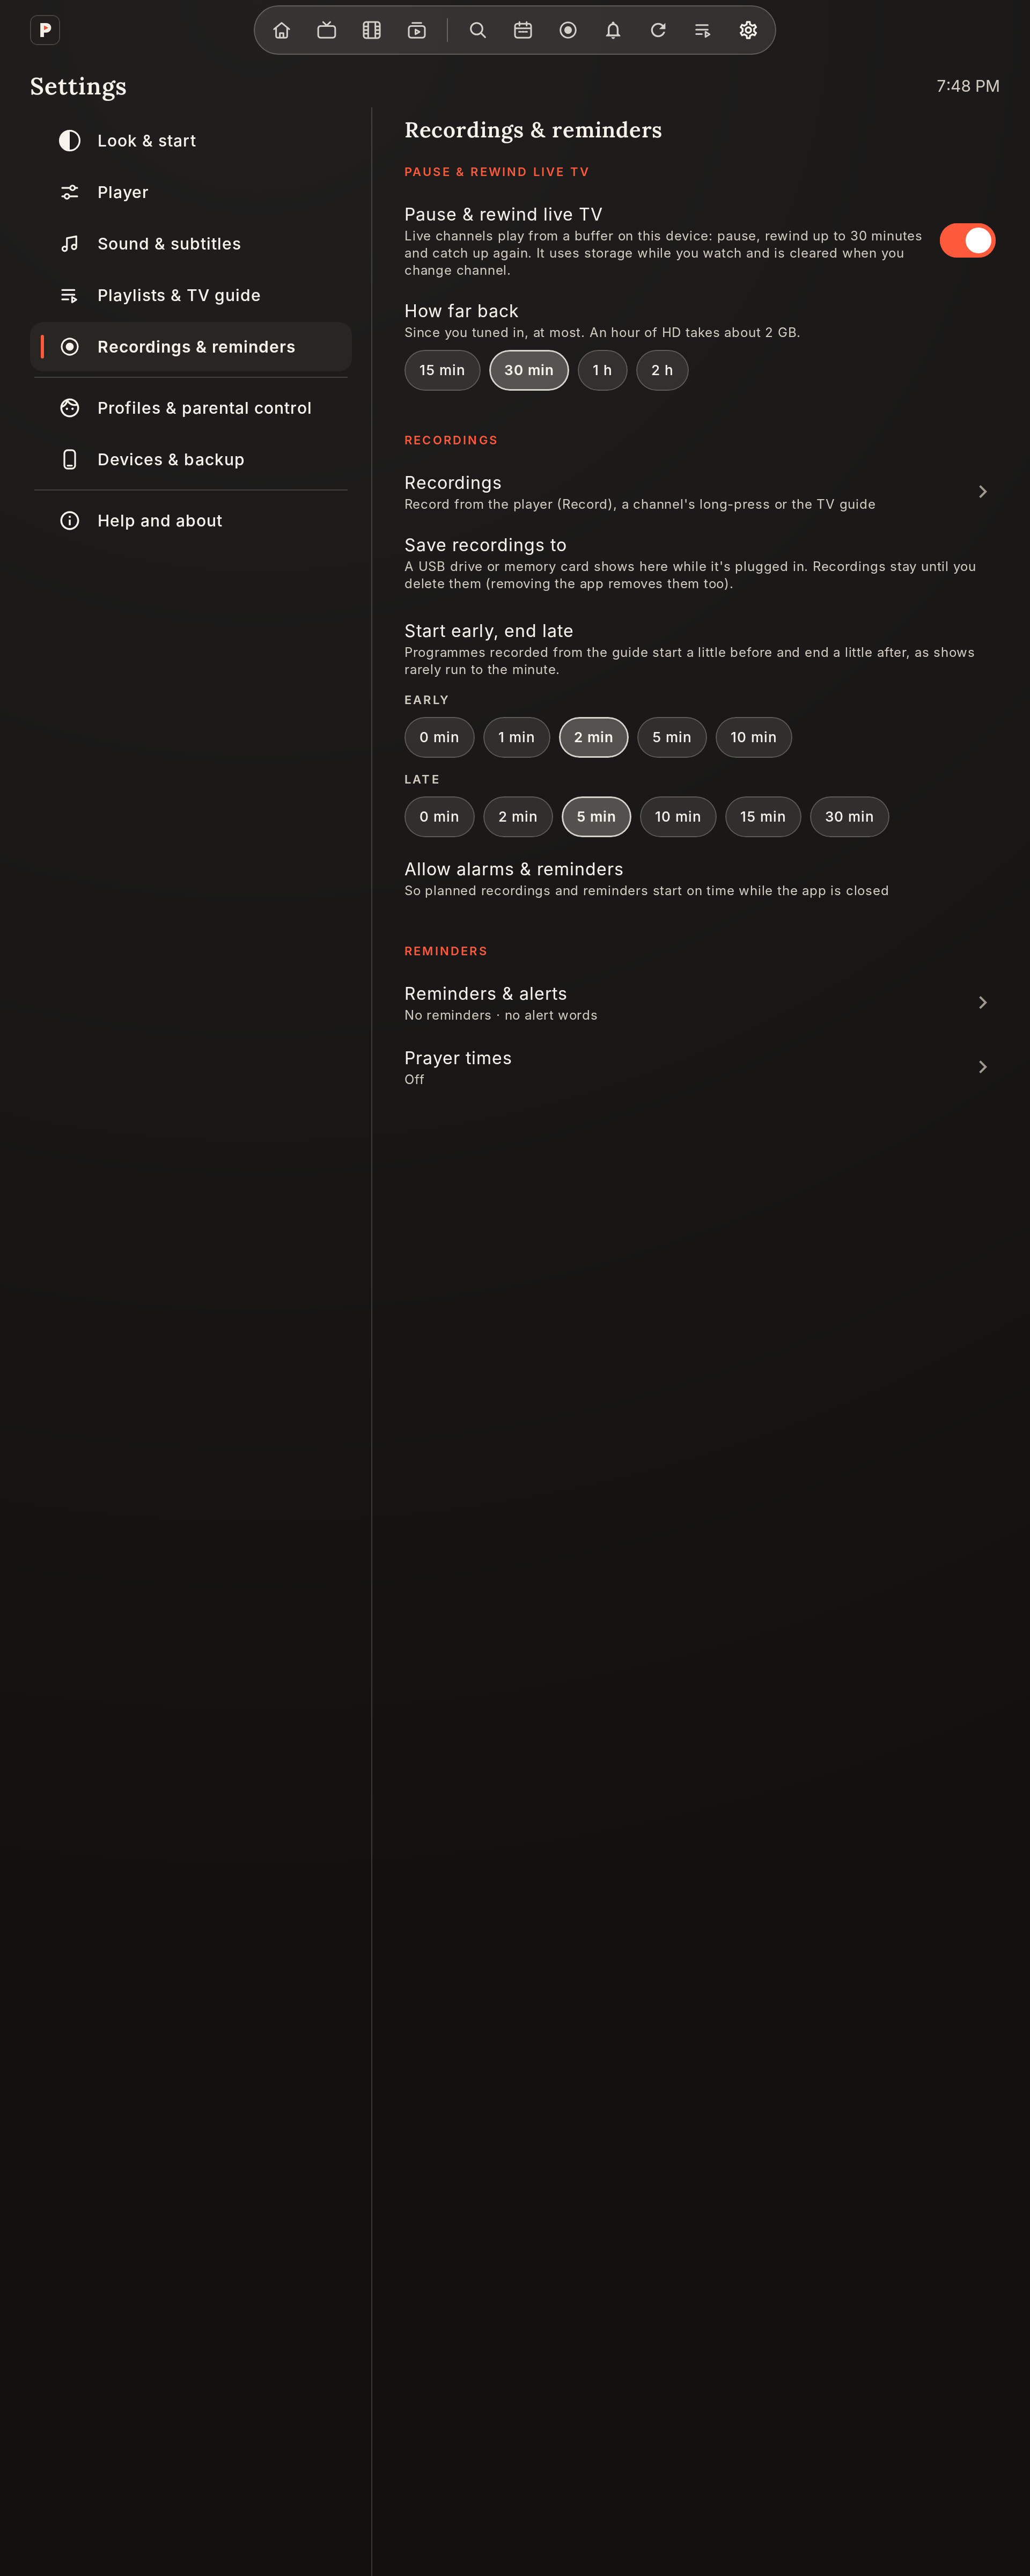 P
Settings
7:48 PM
Look & start
Player
Sound & subtitles
Playlists & TV guide
Recordings & reminders
Profiles & parental control
Devices & backup
Help and about
Recordings & reminders
PAUSE & REWIND LIVE TV
Pause & rewind live TV
Live channels play from a buffer on this device: pause, rewind up to 30 minutes
and catch up again. It uses storage while you watch and is cleared when you
change channel.
How far back
Since you tuned in, at most. An hour of HD takes about 2 GB.
15 min 30 min 1 h 2 h
RECORDINGS
Recordings
Record from the player (Record), a channel's long-press or the TV guide
Save recordings to
A USB drive or memory card shows here while it's plugged in. Recordings stay until you
delete them (removing the app removes them too).
Start early, end late
Programmes recorded from the guide start a little before and end a little after, as shows
rarely run to the minute.
EARLY
0 min 1 min 2 min 5 min 10 min
LATE
0 min 2 min 5 min 10 min 15 min 30 min
Allow alarms & reminders
So planned recordings and reminders start on time while the app is closed
REMINDERS
Reminders & alerts
No reminders · no alert words
Prayer times
Off